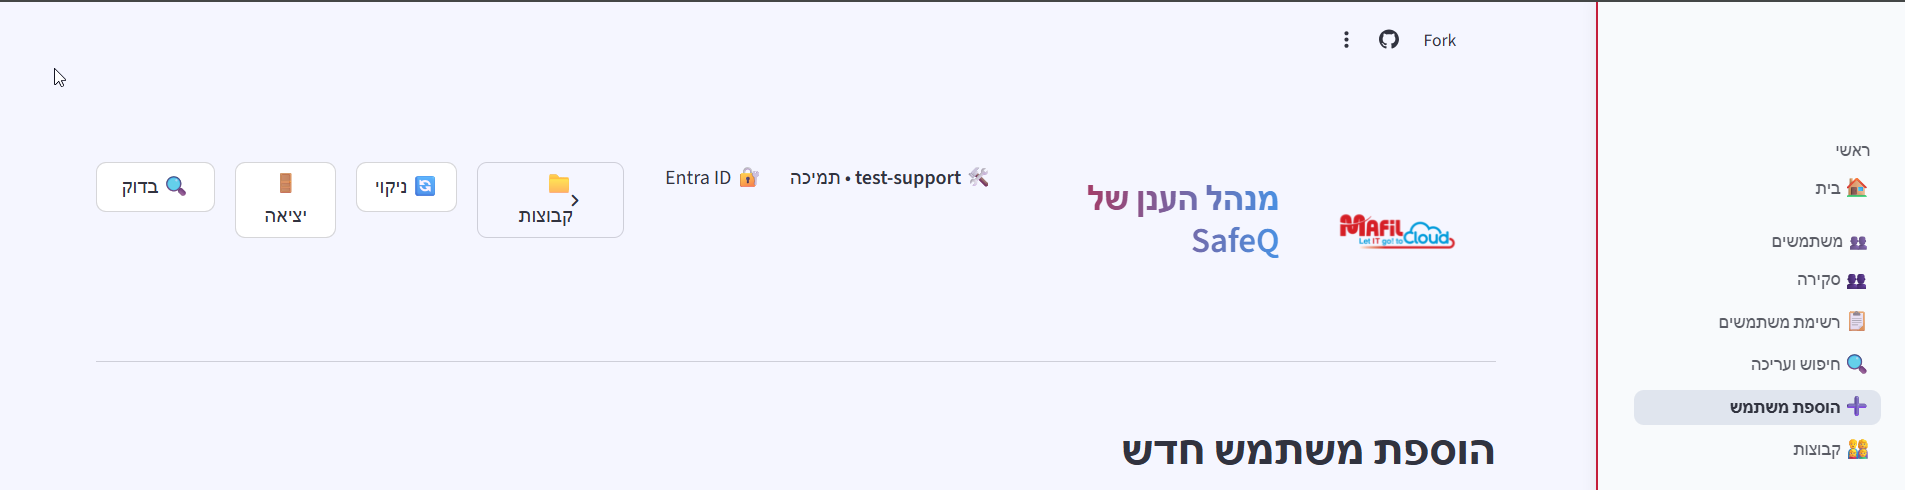 Fork
ראשי
בית
משתמשים
סקירה
רשימת משתמשים
חיפוש ועריכה
הוספת משתמש
קבוצות
MAFIL
Let IT go! to Cloud
מנהל הענן של
SafeQ
test-support • תמיכה
Entra ID
קבוצות
ניקוי
יציאה
בדוק
הוספת משתמש חדש